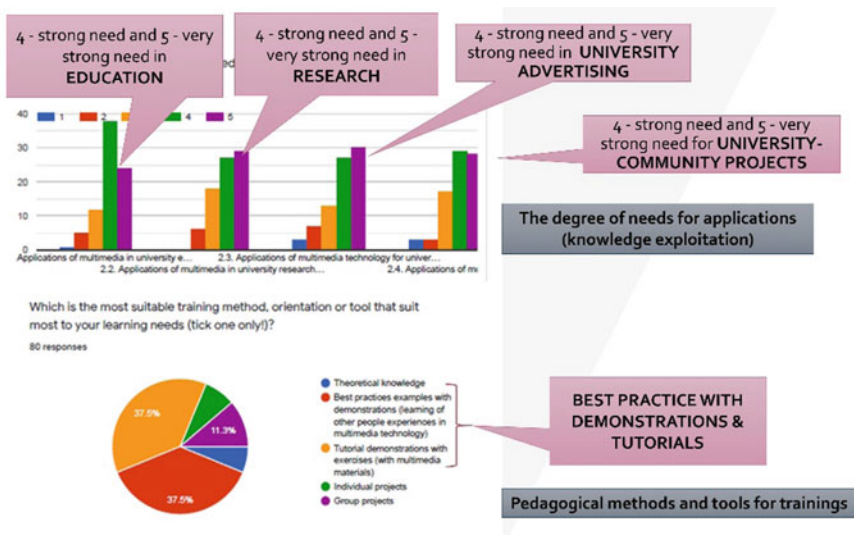 4 - strong need and 5 - very
strong need in
EDUCATION
4 - strong need and 5 -
very strong need in
RESEARCH
4 - strong need and 5 - very
strong need in UNIVERSITY
ADVERTISING
4 - strong need and 5 - very
strong need for UNIVERSITY-
COMMUNITY PROJECTS
1 2 4 5
40
30
20
10
0
Applications of multimedia in university e... 2.3. Applications of multimedia technology for univer...
2.2. Applications of multimedia in university research... 2.4. Applications of
The degree of needs for applications
(knowledge exploitation)
Which is the most suitable training method, orientation or tool that suit
most to your learning needs (tick one only!)?
80 responses
37.5%
11.3%
37.5%
Theoretical knowledge
Best practices examples with
demonstrations (learning of
other people experiences in
multimedia technology)
Tutorial demonstrations with
exercises (with multimedia
materials)
Individual projects
Group projects
BEST PRACTICE WITH
DEMONSTRATIONS &
TUTORIALS
Pedagogical methods and tools for trainings